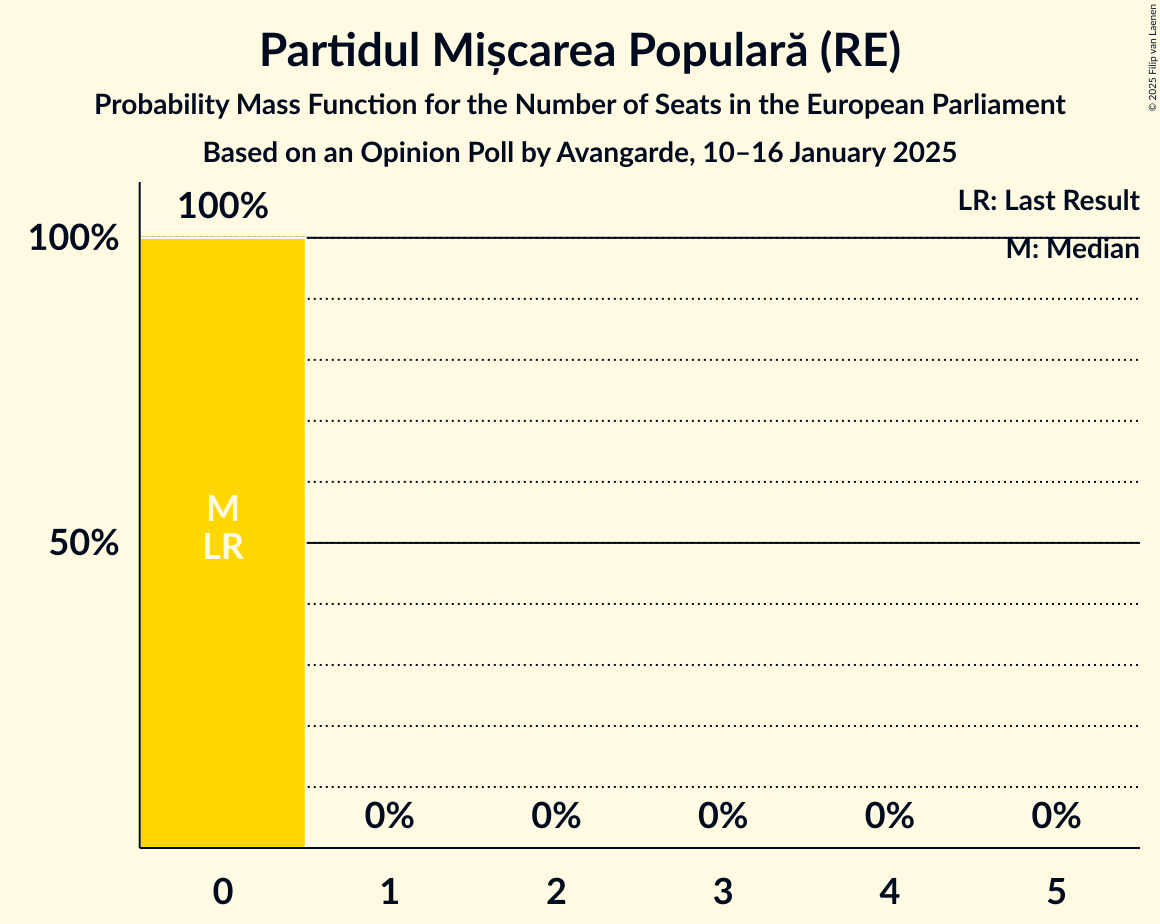 Partidul Mișcarea Populară (RE)
Probability Mass Function for the Number of Seats in the European Parliament
Based on an Opinion Poll by Avangarde, 10–16 January 2025
© 2025 Filip van Laenen
LR: Last Result
M: Median
100%
100%
50%
M
LR
0%
0%
0%
0%
0%
0
1
2
3
4
5